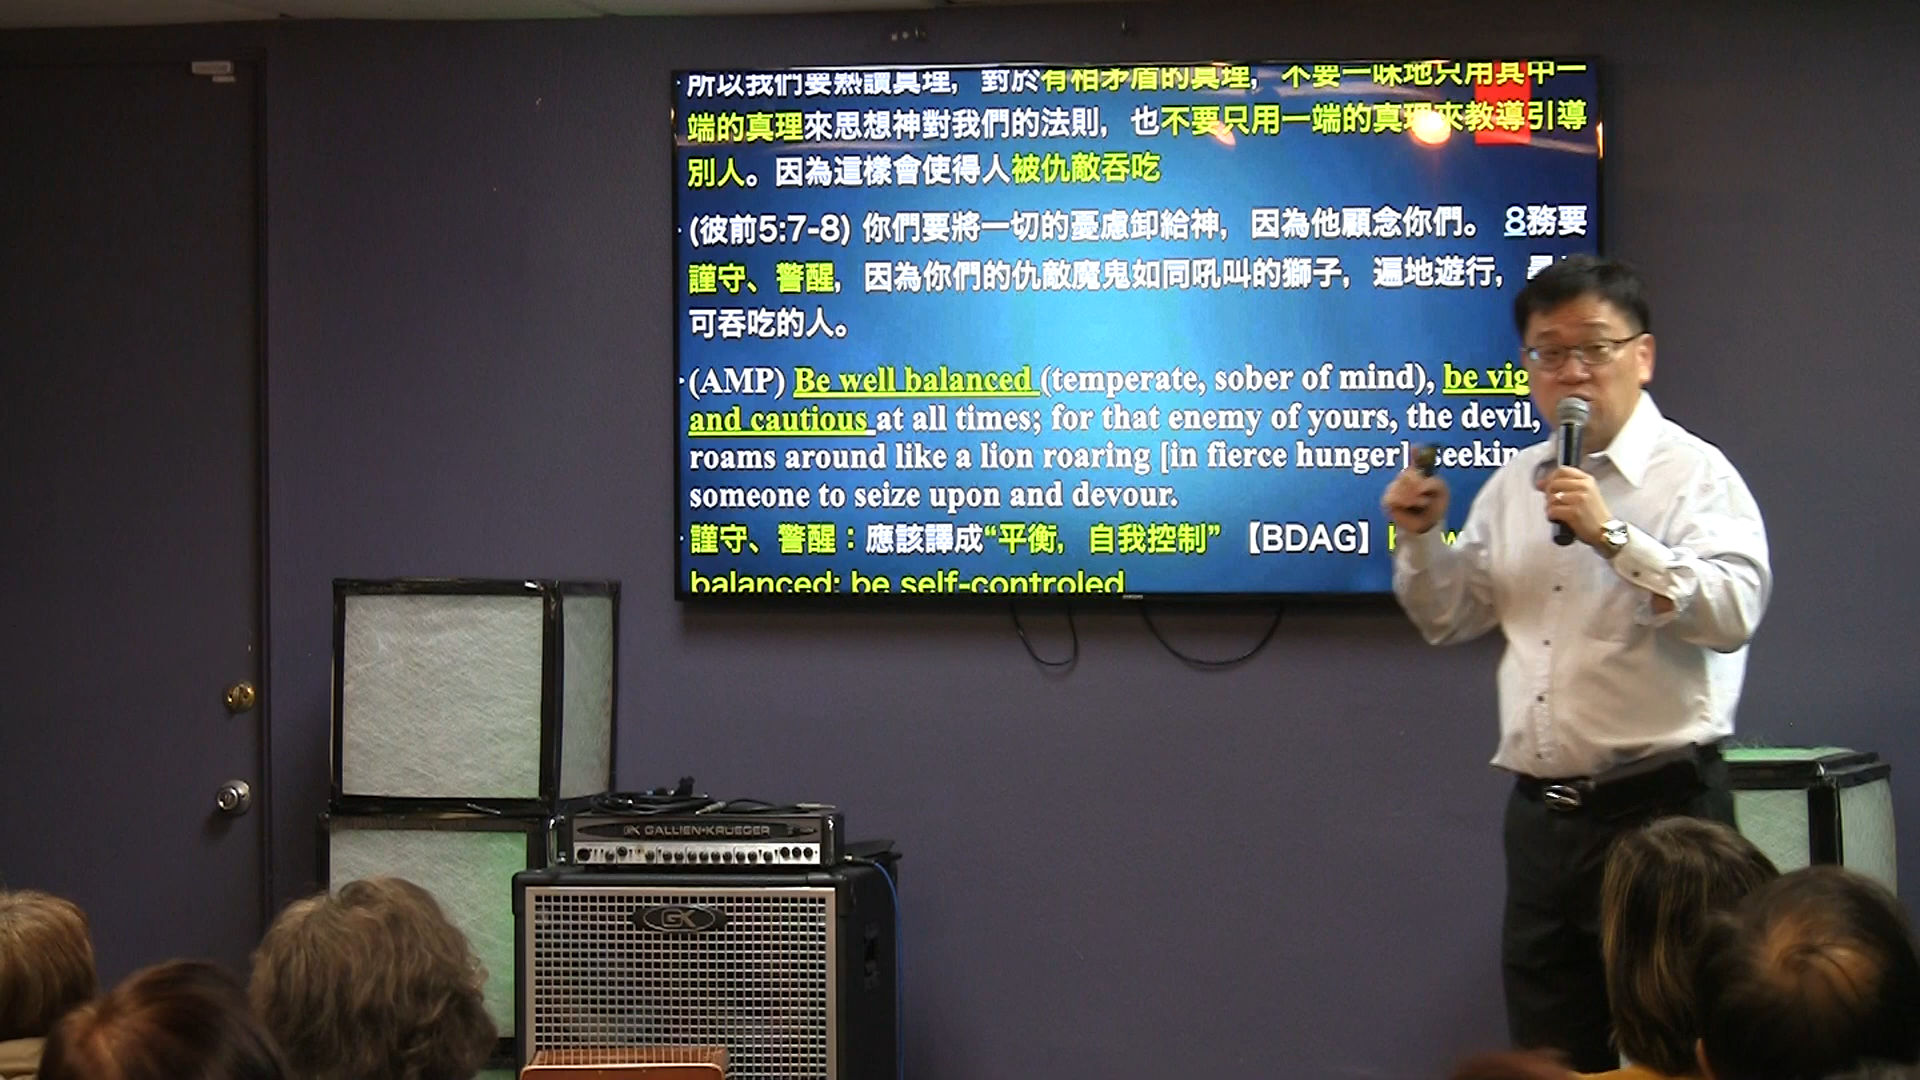 所以我們要熟讀真理，對於有相矛盾的真理，不要一味地只用其中一
端的真理來思想神對我們的法則，也不要只用一端的真理來教導引導
別人。因為這樣會使得人被仇敵吞吃
(彼前5:7-8) 你們要將一切的憂慮卸給神，因為他顧念你們。 8務要
謹守、警醒，因為你們的仇敵魔鬼如同吼叫的獅子，遍地遊行，
可吞吃的人。
(AMP) Be well balanced (temperate, sober of mind), be vig
and cautious at all times; for that enemy of yours, the devil,
roams around like a lion roaring [in fierce hunger] seekin
someone to seize upon and devour.
謹守、警醒：應該譯成“平衡，自我控制”【BDAG】
balanced; be self-controled
GK GALLIEN-KRUEGER
GK